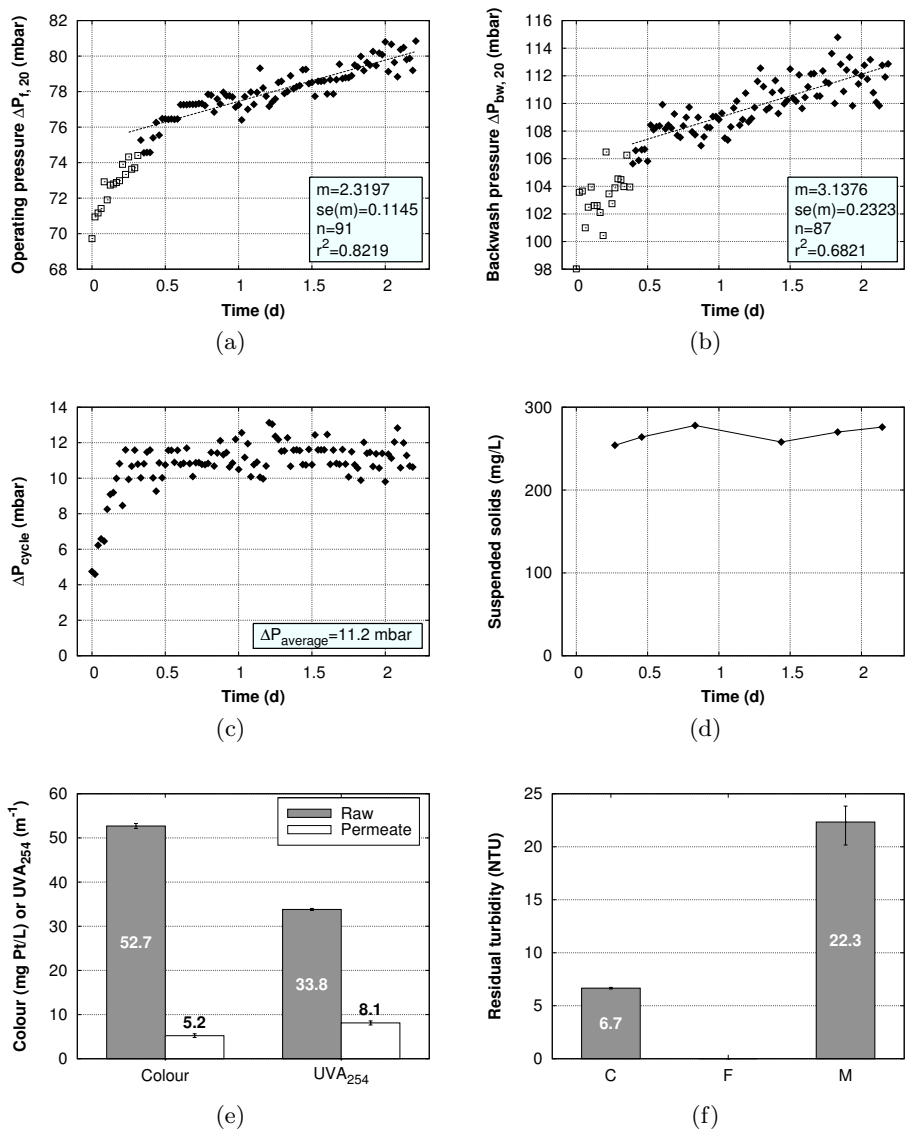 82
80
78
76
74
72
70
68
Operating pressure ΔP_f, 20 (mbar)
m=2.3197
se(m)=0.1145
n=91
r²=0.8219
0 0.5 1 1.5 2
Time (d)
(a)
116
114
112
110
108
106
104
102
100
98
Backwash pressure ΔP_bw, 20 (mbar)
m=3.1376
se(m)=0.2323
n=87
r²=0.6821
0 0.5 1 1.5 2
Time (d)
(b)
14
12
10
8
6
4
2
0
ΔP_cycle (mbar)
ΔP_average=11.2 mbar
0 0.5 1 1.5 2
Time (d)
(c)
300
250
200
150
100
50
0
Suspended solids (mg/L)
0 0.5 1 1.5 2
Time (d)
(d)
60
50
40
30
20
10
0
Colour (mg Pt/L) or UVA₂₅₄ (m⁻¹)
Raw
Permeate
52.7
5.2
33.8
8.1
Colour UVA₂₅₄
(e)
25
20
15
10
5
0
Residual turbidity (NTU)
6.7
22.3
C F M
(f)